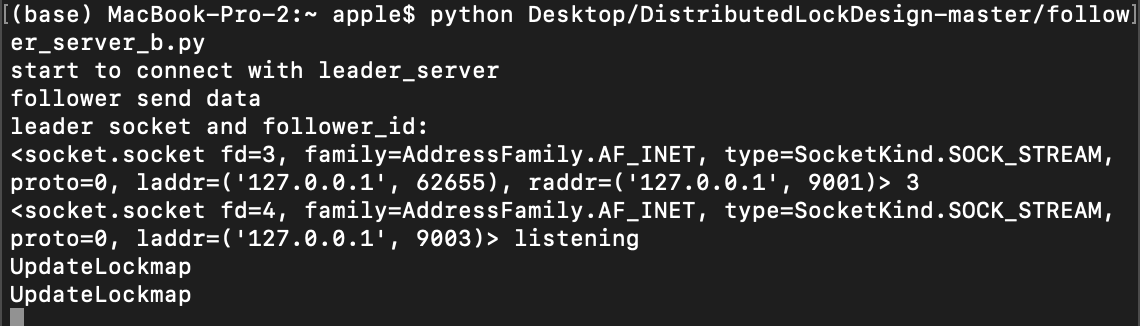 [(base) MacBook-Pro-2:~ apple$ python Desktop/DistributedLockDesign-master/follow]
er_server_b.py
start to connect with leader_server
follower send data
leader socket and follower_id:
<socket.socket fd=3, family=AddressFamily.AF_INET, type=SocketKind.SOCK_STREAM,
proto=0, laddr=('127.0.0.1', 62655), raddr=('127.0.0.1', 9001)> 3
<socket.socket fd=4, family=AddressFamily.AF_INET, type=SocketKind.SOCK_STREAM,
proto=0, laddr=('127.0.0.1', 9003)> listening
UpdateLockmap
UpdateLockmap